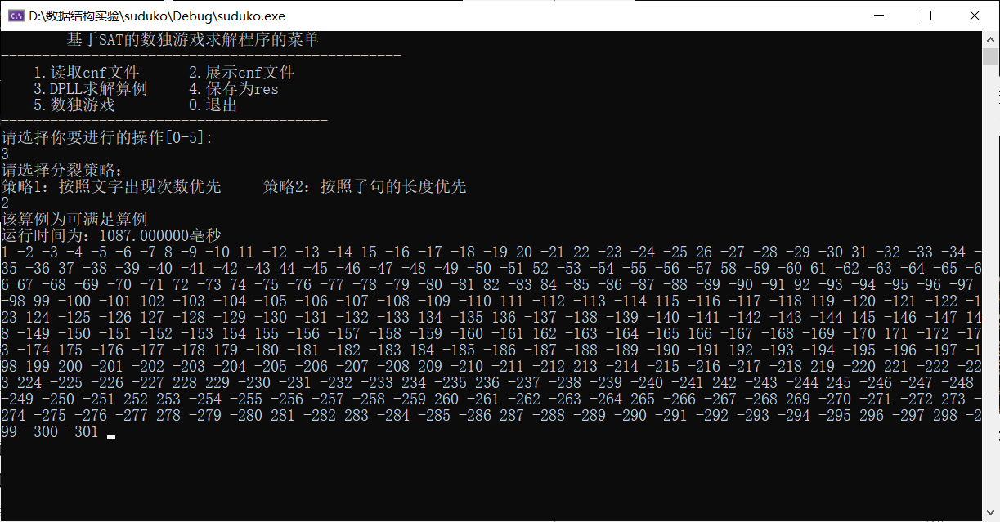 D:\数据结构实验\suduko\Debug\suduko.exe
基于SAT的数独游戏求解程序的菜单
-------------------------------------------------
1.读取cnf文件 2.展示cnf文件
3.DPLL求解算例 4.保存为res
5.数独游戏 0.退出
----------------------------------------
请选择你要进行的操作[0-5]:
3
请选择分裂策略:
策略1: 按照文字出现次数优先 策略2: 按照子句的长度优先
2
该算例为可满足算例
运行时间为: 1087.000000毫秒
1 -2 -3 -4 -5 -6 -7 8 -9 -10 11 -12 -13 -14 15 -16 -17 -18 -19 20 -21 22 -23 -24 -25 26 -27 -28 -29 -30 31 -32 -33 -34 -
35 -36 37 -38 -39 -40 -41 -42 -43 44 -45 -46 -47 -48 -49 -50 -51 52 -53 -54 -55 -56 -57 58 -59 -60 61 -62 -63 -64 -65 -6
6 67 -68 -69 -70 -71 72 -73 74 -75 -76 -77 -78 -79 -80 -81 82 -83 84 -85 -86 -87 -88 -89 -90 -91 92 -93 -94 -95 -96 -97
-98 99 -100 -101 102 -103 -104 -105 -106 -107 -108 -109 -110 111 -112 -113 -114 115 -116 -117 -118 119 -120 -121 -122 -1
23 124 -125 -126 127 -128 -129 -130 -131 -132 -133 134 -135 136 -137 -138 -139 -140 -141 -142 -143 -144 145 -146 -147 14
8 -149 -150 -151 -152 -153 154 155 -156 -157 -158 -159 -160 -161 162 -163 -164 -165 166 -167 -168 -169 -170 171 -172 -17
3 -174 175 -176 -177 -178 179 -180 -181 -182 -183 184 -185 -186 -187 -188 -189 -190 -191 192 -193 -194 -195 -196 -197 -1
98 199 200 -201 -202 -203 -204 -205 -206 -207 -208 -209 -210 -211 -212 213 -214 -215 -216 -217 -218 219 -220 221 -222 -22
3 224 -225 -226 -227 228 229 -230 -231 -232 -233 234 -235 236 -237 -238 -239 -240 -241 242 -243 -244 245 -246 -247 -248
-249 -250 -251 252 253 -254 -255 -256 -257 -258 -259 260 -261 -262 -263 -264 265 -266 -267 -268 269 -270 -271 -272 273 -
274 -275 -276 -277 278 -279 -280 281 -282 283 -284 -285 -286 287 -288 -289 -290 -291 -292 -293 -294 -295 296 -297 298 -2
99 -300 -301